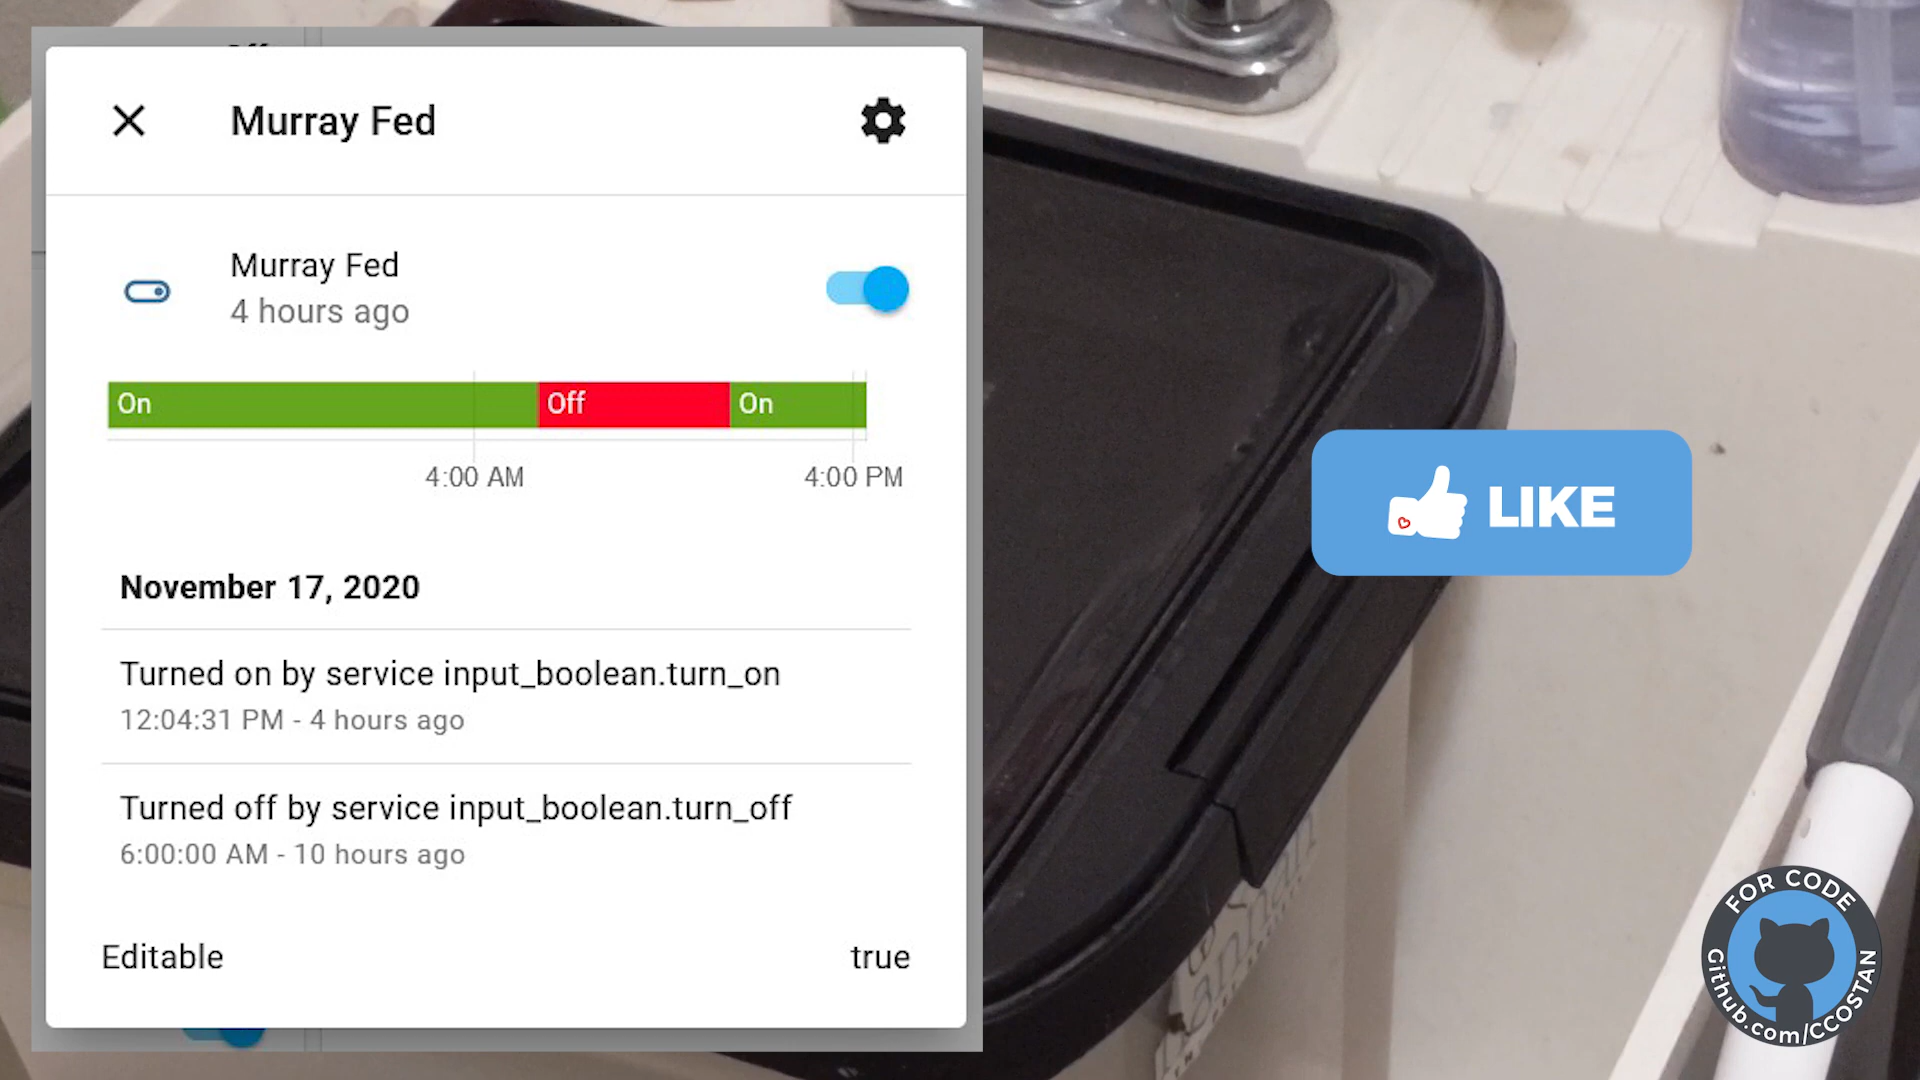 Murray Fed
Murray Fed
4 hours ago
On Off On
4:00 AM 4:00 PM
November 17, 2020
Turned on by service input_boolean.turn_on
12:04:31 PM - 4 hours ago
Turned off by service input_boolean.turn_off
6:00:00 AM - 10 hours ago
Editable true
LIKE
FOR CODE
Github.com/CCOSTAN